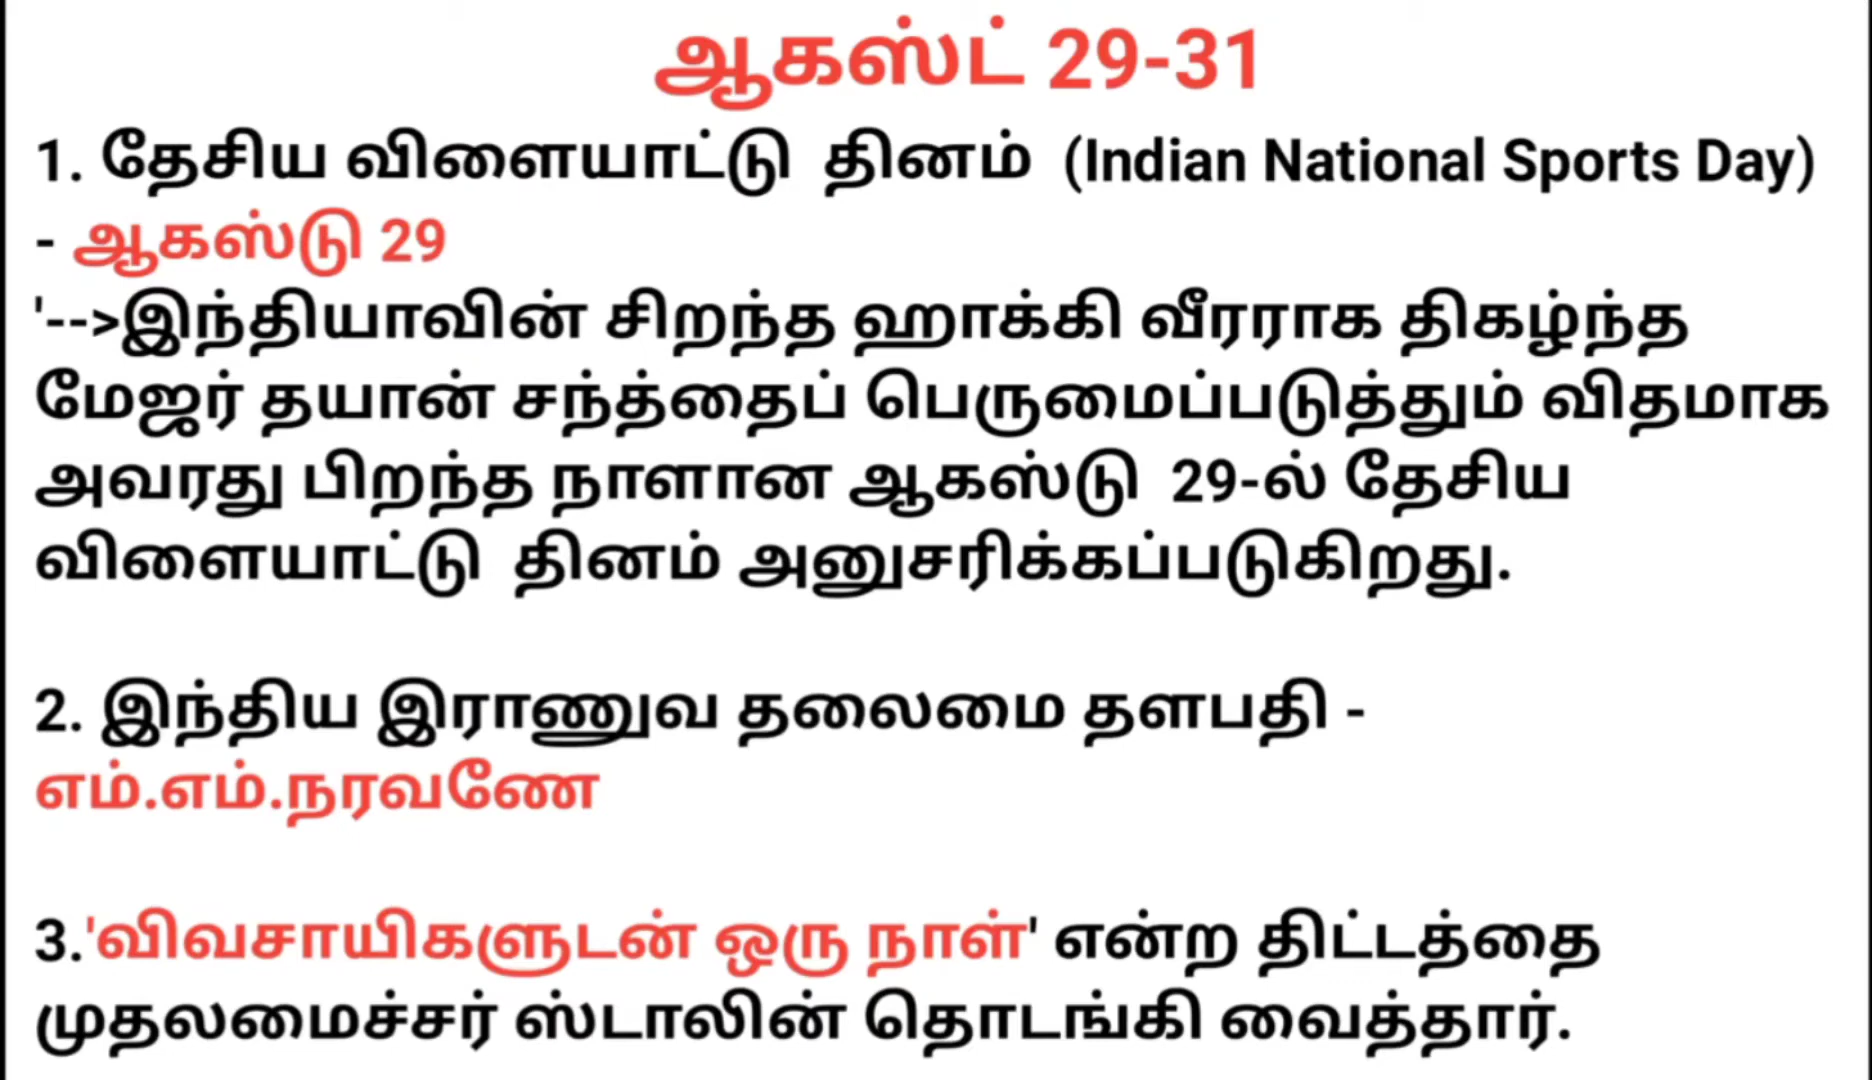 ஆகஸ்ட் 29-31
1. தேசிய விளையாட்டு தினம் (Indian National Sports Day)
- ஆகஸ்டு 29
'-->இந்தியாவின் சிறந்த ஹாக்கி வீரராக திகழ்ந்த
மேஜர் தயான் சந்த்தைப் பெருமைப்படுத்தும் விதமாக
அவரது பிறந்த நாளான ஆகஸ்டு 29-ல் தேசிய
விளையாட்டு தினம் அனுசரிக்கப்படுகிறது.
2. இந்திய இராணுவ தலைமை தளபதி -
எம்.எம்.நரவணே
3.'விவசாயிகளுடன் ஒரு நாள்' என்ற திட்டத்தை
முதலமைச்சர் ஸ்டாலின் தொடங்கி வைத்தார்.